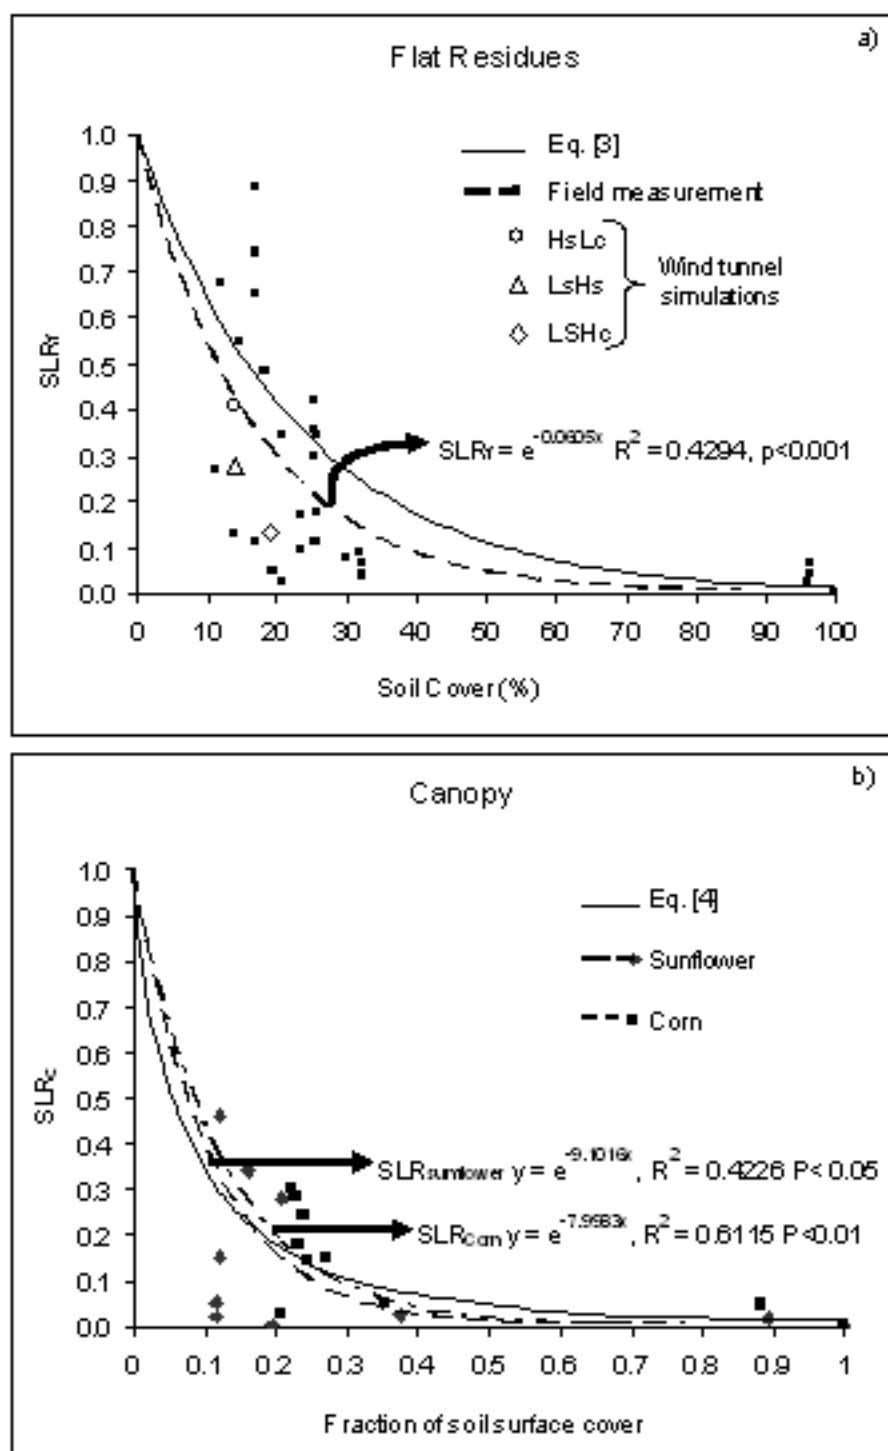 a)
Flat Residues
1.0
0.9
0.8
0.7
0.6
0.5
0.4
0.3
0.2
0.1
0.0
SLRr
Eq. [3]
Field measurement
HsLc
LsHs
LSHc
Wind tunnel
simulations
SLRr = e^-0.0605x R^2 = 0.4294, p<0.001
0 10 20 30 40 50 60 70 80 90 100
Soil Cover (%)
b)
Canopy
1.0
0.9
0.8
0.7
0.6
0.5
0.4
0.3
0.2
0.1
0.0
SLRc
Eq. [4]
Sunflower
Corn
SLRsunflower y = e^-9.1016x, R^2 = 0.4226 P< 0.05
SLRCorn y = e^-7.9983x, R^2 = 0.6115 P<0.01
0 0.1 0.2 0.3 0.4 0.5 0.6 0.7 0.8 0.9 1
Fraction of soil surface cover